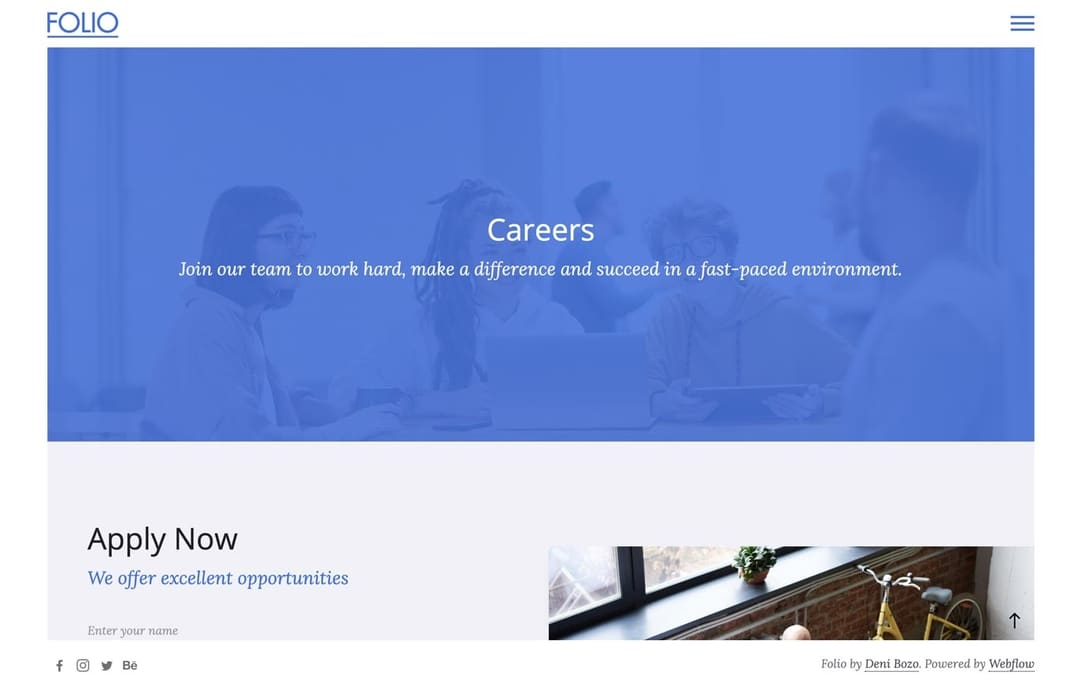 FOLIO
Careers
Join our team to work hard, make a difference and succeed in a fast-paced environment.
Apply Now
We offer excellent opportunities
Enter your name
Bē
Folio by Deni Bozo. Powered by Webflow